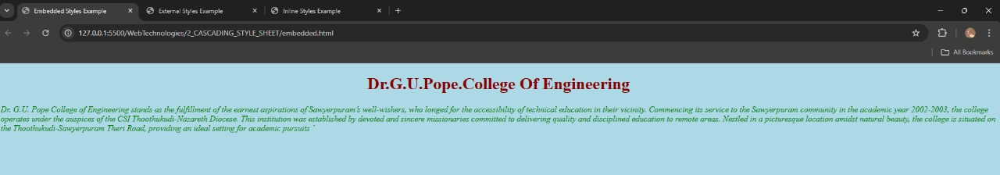 Embedded Styles Example
External Styles Example
Inline Styles Example
127.0.0.1:5500/WebTechnologies/2_CASCADING_STYLE_SHEET/embedded.html
All Bookmarks
Dr.G.U.Pope.College Of Engineering
Dr. G.U. Pope College of Engineering stands as the fulfillment of the earnest aspirations of Sawyerpuram's well-wishers, who longed for the accessibility of technical education in their vicinity. Commencing its service to the Sawyerpuram community in the academic year 2002-2003, the college
operates under the auspices of the CSI Thoothukudi-Nazareth Diocese. This institution was established by devoted and sincere missionaries committed to delivering quality and disciplined education to remote areas. Nestled in a picturesque location amidst natural beauty, the college is situated on
the Thoothukudi-Sawyerpuram Theri Road, providing an ideal setting for academic pursuits `